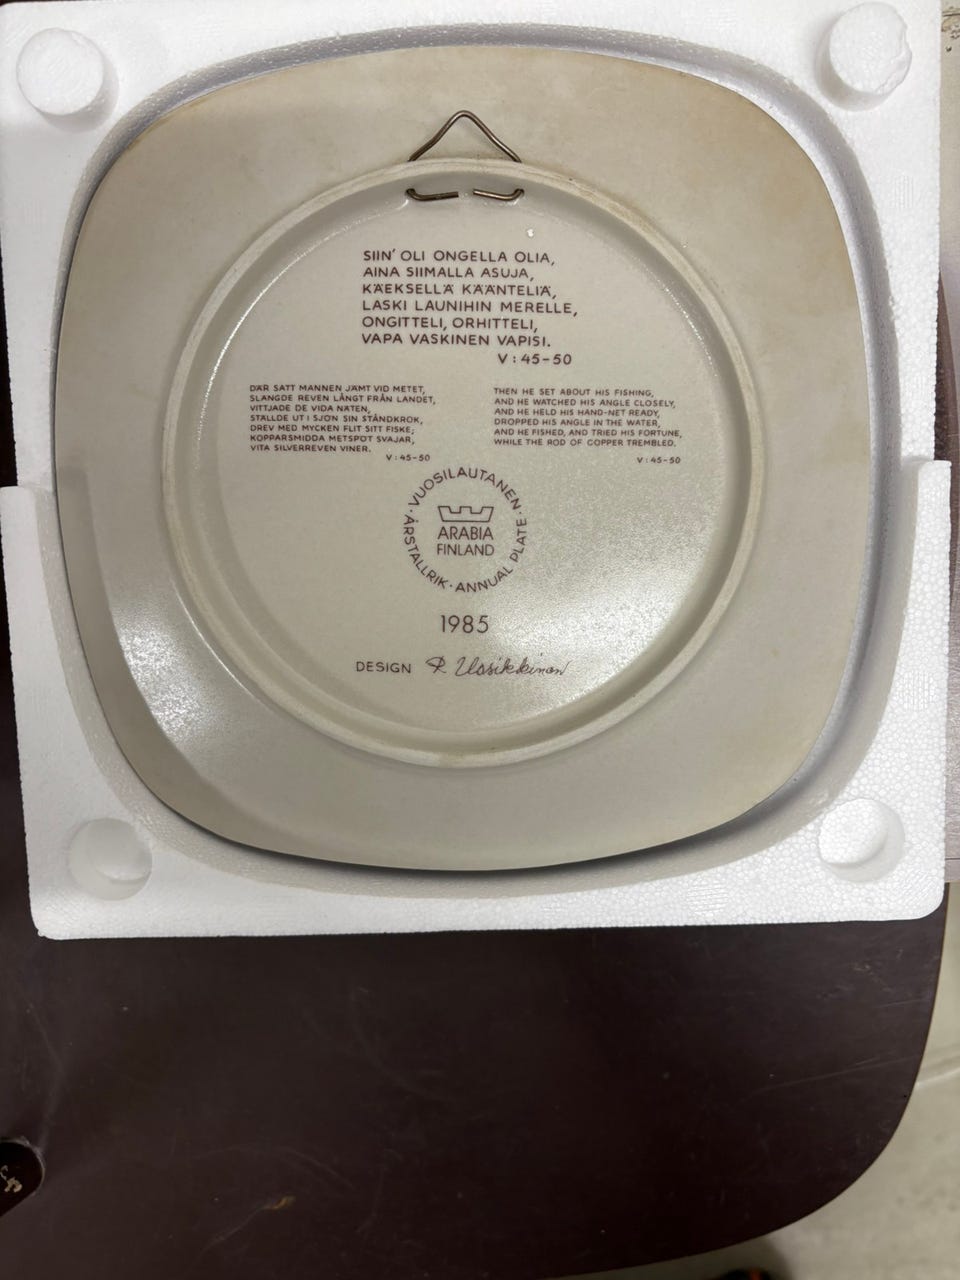 SIIN' OLI ONGELLA OLIA,
AINA SIIMALLA ASUJA,
KÄEKSELLÄ KÄÄNTELIÄ,
LASKI LAUNIHIN MERELLE,
ONGITTELI, ORHITTELI,
VAPA VASKINEN VAPISI.
V : 45-50
DÄR SATT MANNEN JÄMT VID METET,
SLANGDE REVEN LÅNGT FRÅN LANDET,
VITTJADE DE VIDA NÄTEN,
STÄLLDE UT I SJÖN SIN STÅNDKROK,
DREV MED MYCKEN FLIT SITT FISKE;
KOPPARSMIDDA METSPÖT SVAJAR,
VITA SILVERREVEN VINER.
V : 45-50
THEN HE SET ABOUT HIS FISHING,
AND HE WATCHED HIS ANGLE CLOSELY,
AND HE HELD HIS HAND-NET READY,
DROPPED HIS ANGLE IN THE WATER,
AND HE FISHED, AND TRIED HIS FORTUNE,
WHILE THE ROD OF COPPER TREMBLED.
V : 45-50
· VUOSILAUTANEN · ANNUAL PLATE · ÅRSTALLRIK
ARABIA
FINLAND
1985
DESIGN R. Uosikkinen